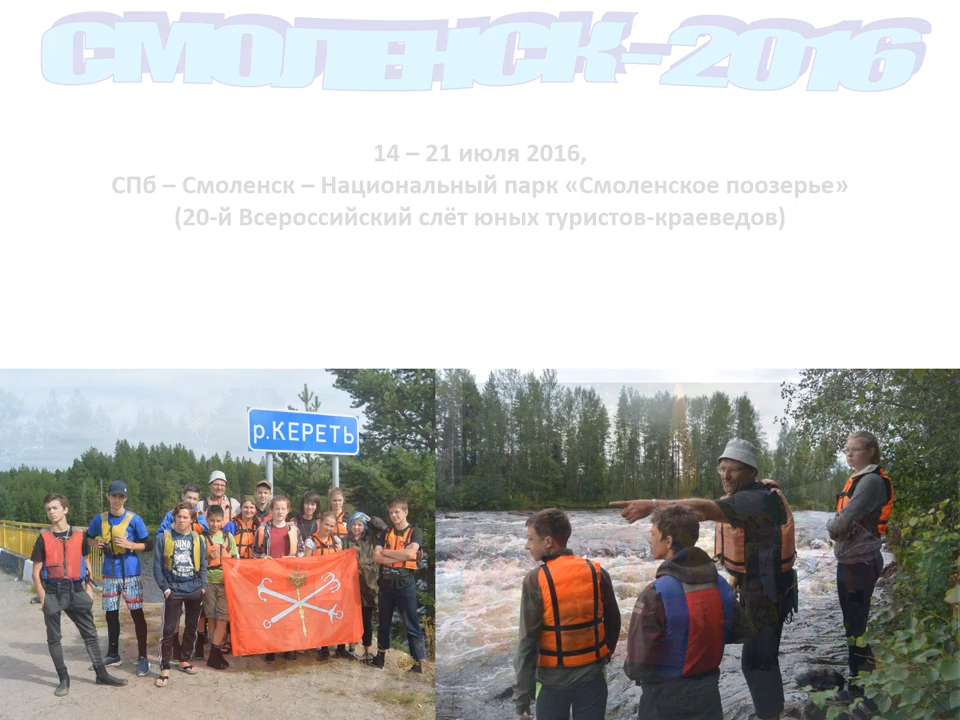 СМОЛЕНСК-2016
14 – 21 июля 2016,
СПб – Смоленск – Национальный парк «Смоленское поозерье»
(20-й Всероссийский слёт юных туристов-краеведов)
р.КЕРЕТЬ